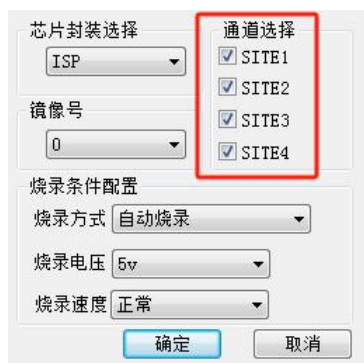 芯片封装选择
ISP
镜像号
0
通道选择
SITE1
SITE2
SITE3
SITE4
烧录条件配置
烧录方式 自动烧录
烧录电压 5v
烧录速度 正常
确定 取消